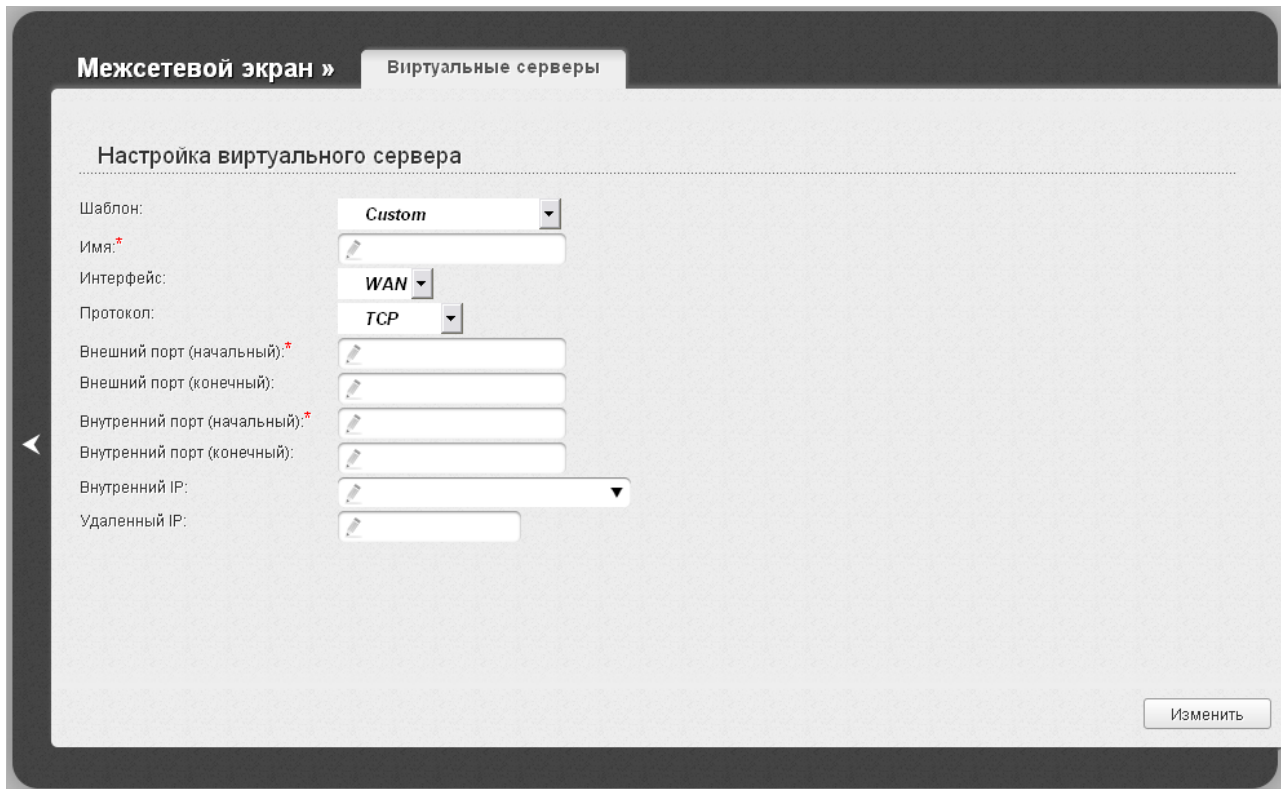 Межсетевой экран » Виртуальные серверы
Настройка виртуального сервера
Шаблон: Custom
Имя:*
Интерфейс: WAN
Протокол: TCP
Внешний порт (начальный):*
Внешний порт (конечный):
Внутренний порт (начальный):*
Внутренний порт (конечный):
Внутренний IP:
Удаленный IP:
Изменить